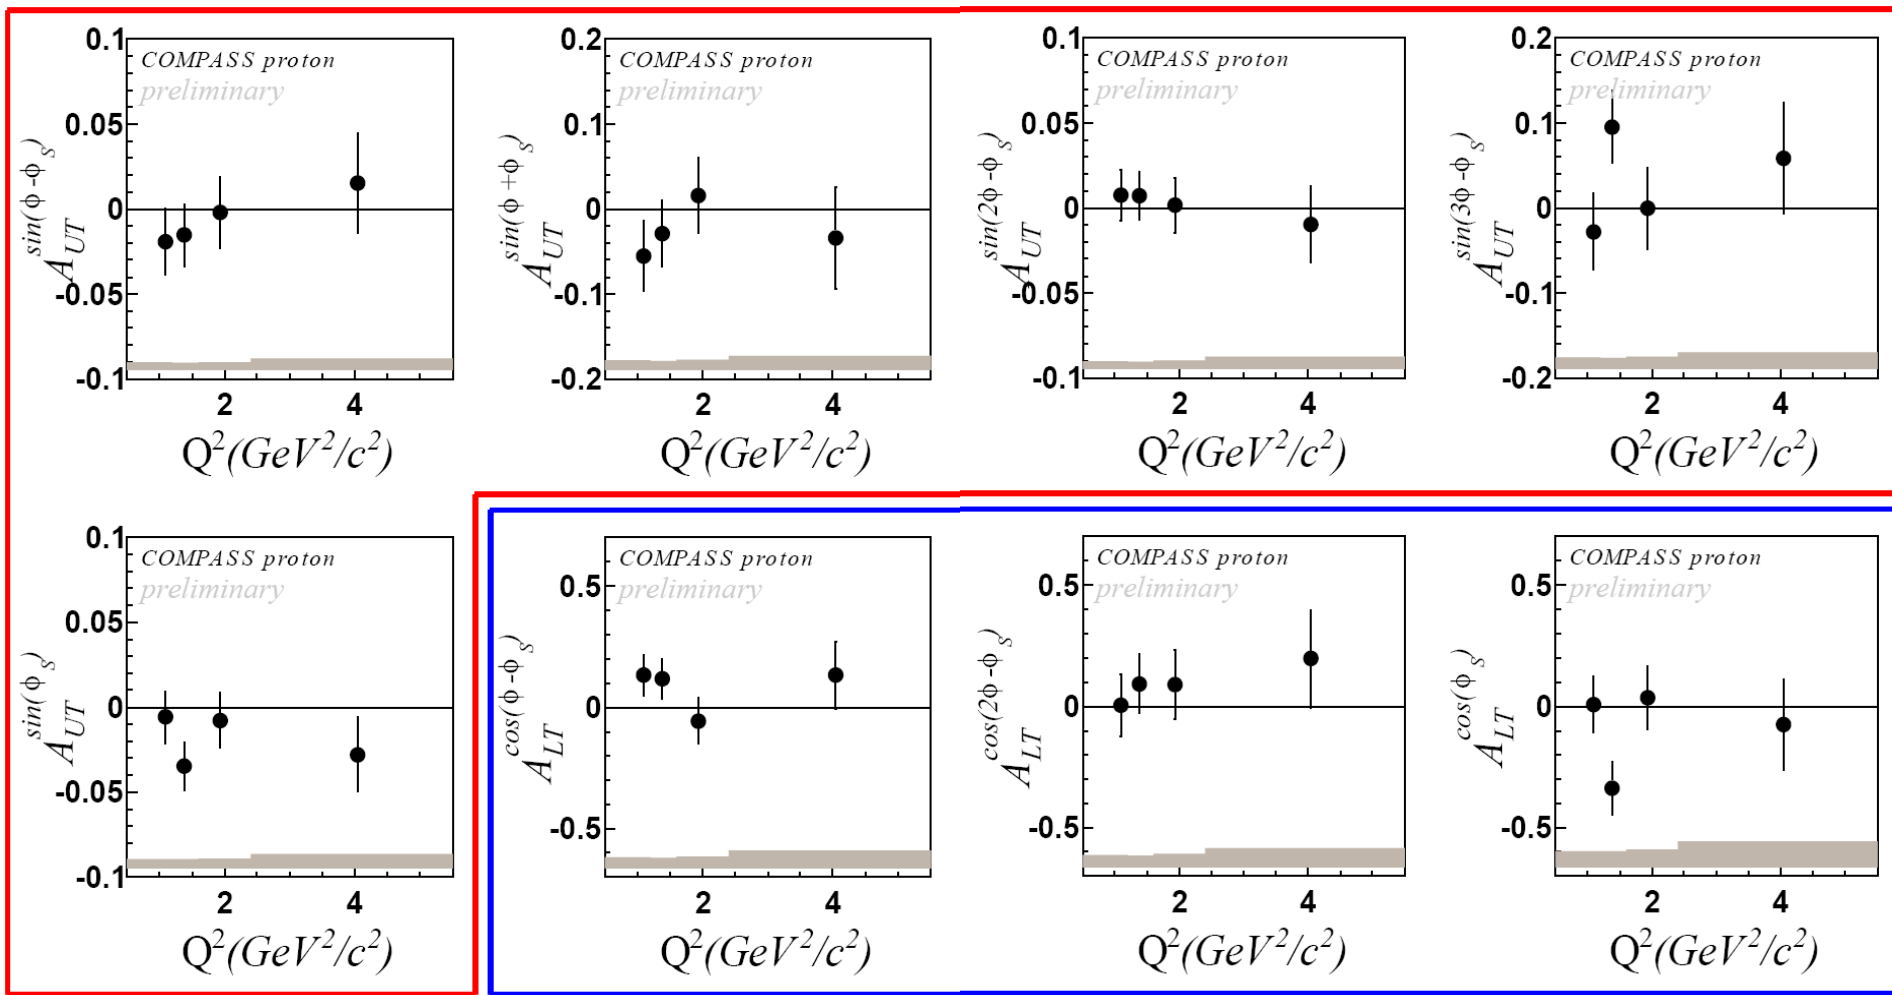 0.1
COMPASS proton
preliminary
0.05
0
-0.05
-0.1
A_UT^sin(ϕ -ϕ_S)
2 4
Q²(GeV²/c²)
0.2
COMPASS proton
preliminary
0.1
0
-0.1
-0.2
A_UT^sin(ϕ +ϕ_S)
2 4
Q²(GeV²/c²)
0.1
COMPASS proton
preliminary
0.05
0
-0.05
-0.1
A_UT^sin(2ϕ -ϕ_S)
2 4
Q²(GeV²/c²)
0.2
COMPASS proton
preliminary
0.1
0
-0.1
-0.2
A_UT^sin(3ϕ -ϕ_S)
2 4
Q²(GeV²/c²)
0.1
COMPASS proton
preliminary
0.05
0
-0.05
-0.1
A_UT^sin(ϕ_S)
2 4
Q²(GeV²/c²)
COMPASS proton
preliminary
0.5
0
-0.5
A_LT^cos(ϕ -ϕ_S)
2 4
Q²(GeV²/c²)
COMPASS proton
preliminary
0.5
0
-0.5
A_LT^cos(2ϕ -ϕ_S)
2 4
Q²(GeV²/c²)
COMPASS proton
preliminary
0.5
0
-0.5
A_LT^cos(ϕ_S)
2 4
Q²(GeV²/c²)